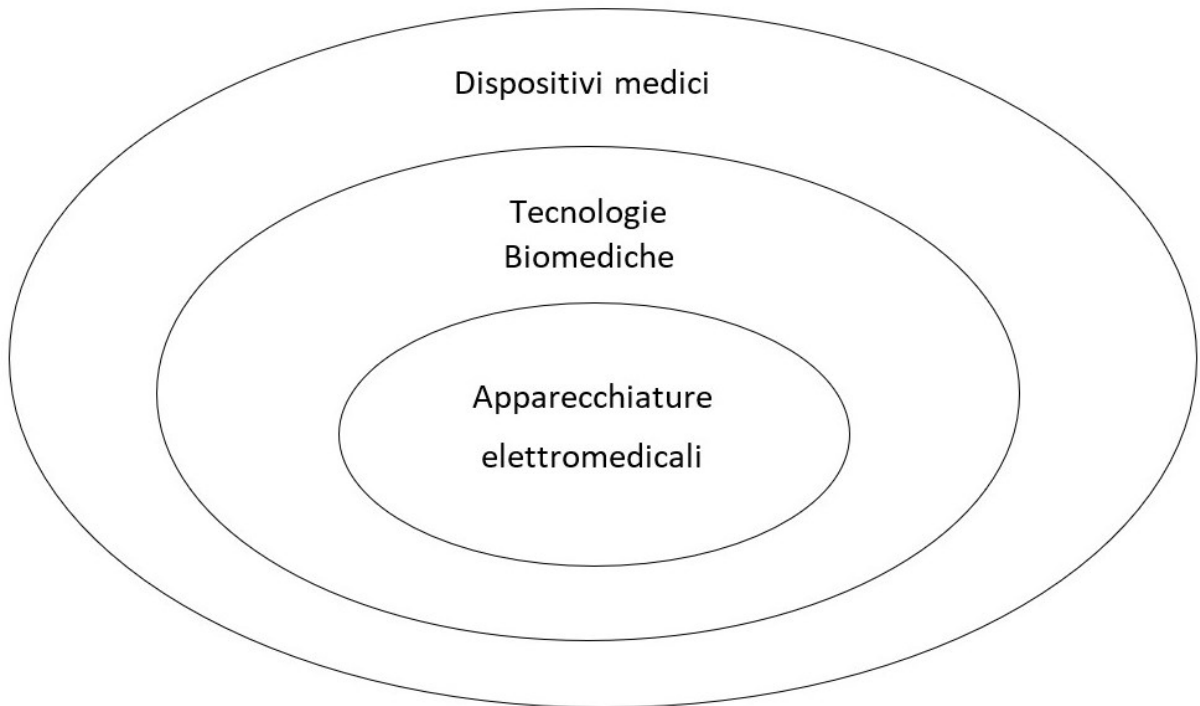 Dispositivi medici
Tecnologie
Biomediche
Apparecchiature
elettromedicali